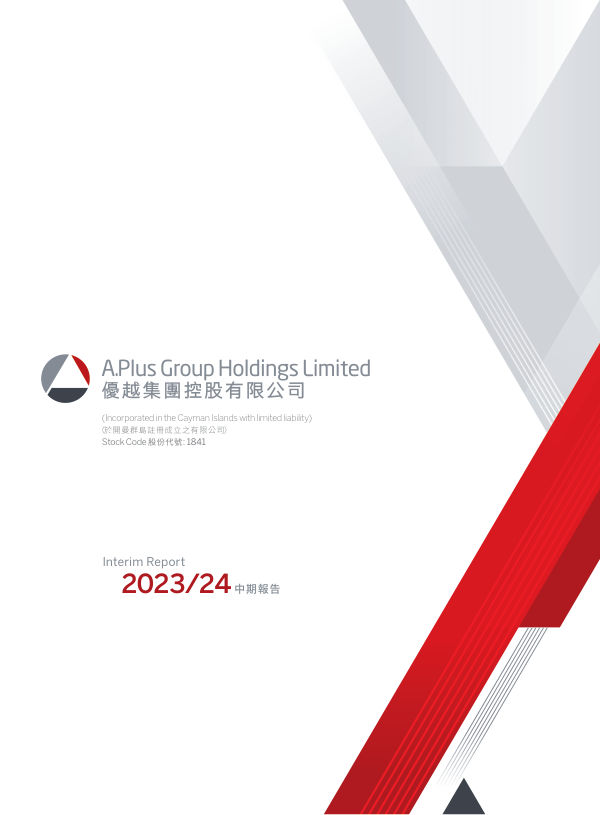 A.Plus Group Holdings Limited
優越集團控股有限公司
(Incorporated in the Cayman Islands with limited liability)
(於開曼群島註冊成立之有限公司)
Stock Code 股份代號: 1841
Interim Report
2023/24 中期報告